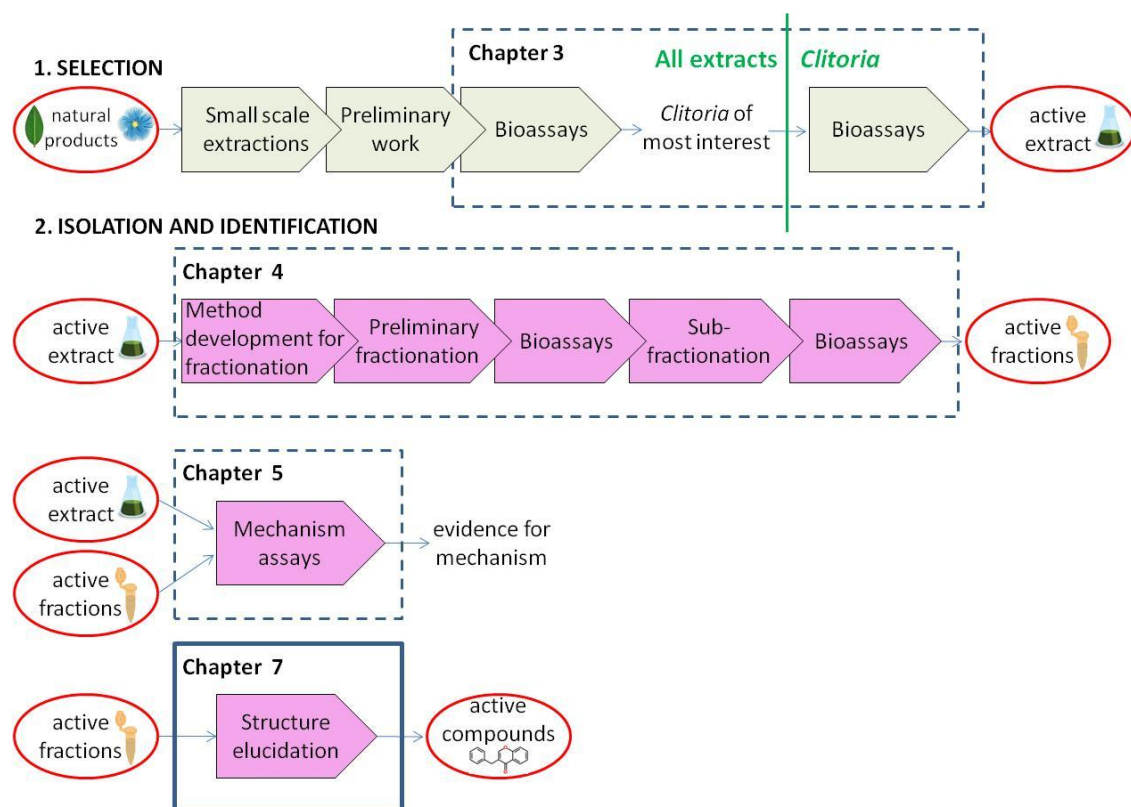 Chapter 3
All extracts
Clitoria
1. SELECTION
natural
products
Small scale
extractions
Preliminary
work
Bioassays
Clitoria of
most interest
Bioassays
active
extract
2. ISOLATION AND IDENTIFICATION
Chapter 4
active
extract
Method
development for
fractionation
Preliminary
fractionation
Bioassays
Sub-
fractionation
Bioassays
active
fractions
Chapter 5
active
extract
active
fractions
Mechanism
assays
evidence for
mechanism
Chapter 7
active
fractions
Structure
elucidation
active
compounds